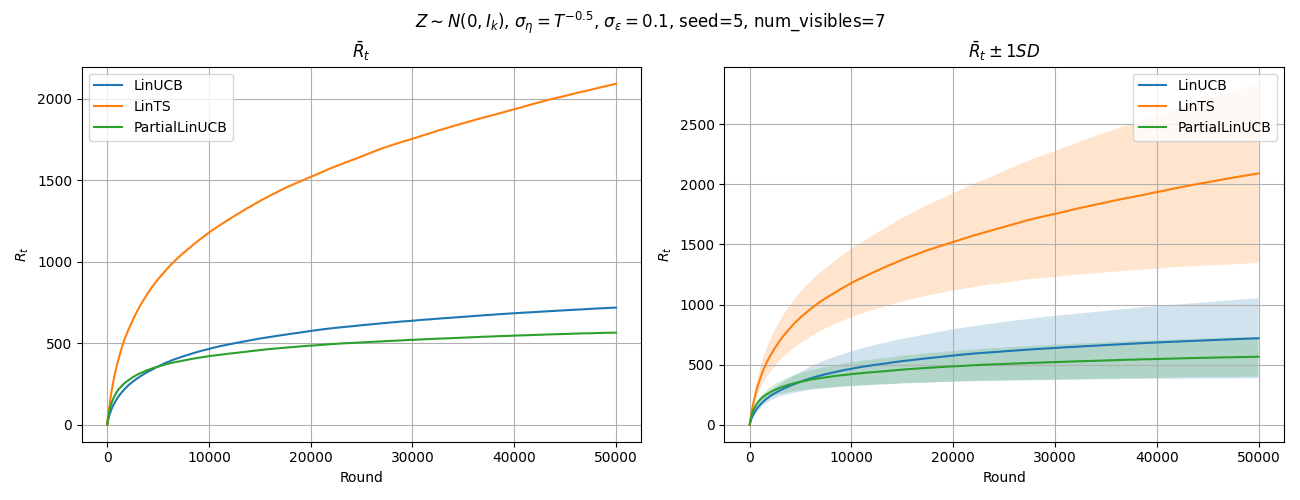 Z ∼ N(0, I_k), σ_η = T^{−0.5}, σ_ε = 0.1, seed=5, num_visibles=7
R̄_t
LinUCB
LinTS
PartialLinUCB
2000
1500
1000
500
0
R_t
0 10000 20000 30000 40000 50000
Round
R̄_t ± 1SD
LinUCB
LinTS
PartialLinUCB
2500
2000
1500
1000
500
0
R_t
0 10000 20000 30000 40000 50000
Round